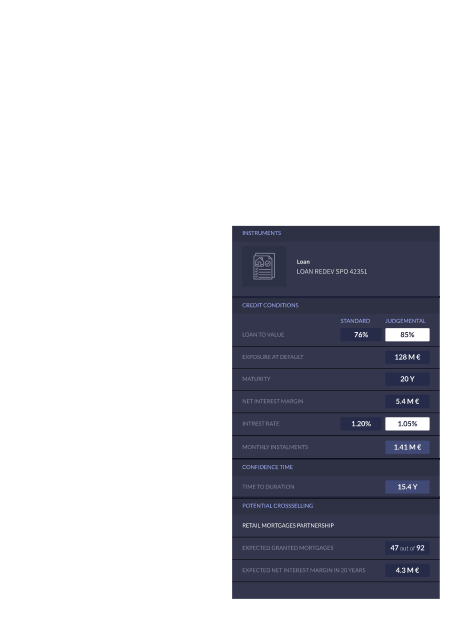 INSTRUMENTS
Loan
LOAN REDEV SPO 42351
CREDIT CONDITIONS
STANDARD JUDGEMENTAL
LOAN TO VALUE 76% 85%
EXPOSURE AT DEFAULT 128 M €
MATURITY 20 Y
NET INTEREST MARGIN 5.4 M €
INTREST RATE 1.20% 1.05%
MONTHLY INSTALMENTS 1.41 M €
CONFIDENCE TIME
TIME TO DURATION 15.4 Y
POTENTIAL CROSSSELLING
RETAIL MORTGAGES PARTNERSHIP
EXPECTED GRANTED MORTGAGES 47 out of 92
EXPECTED NET INTEREST MARGIN IN 20 YEARS 4.3 M €